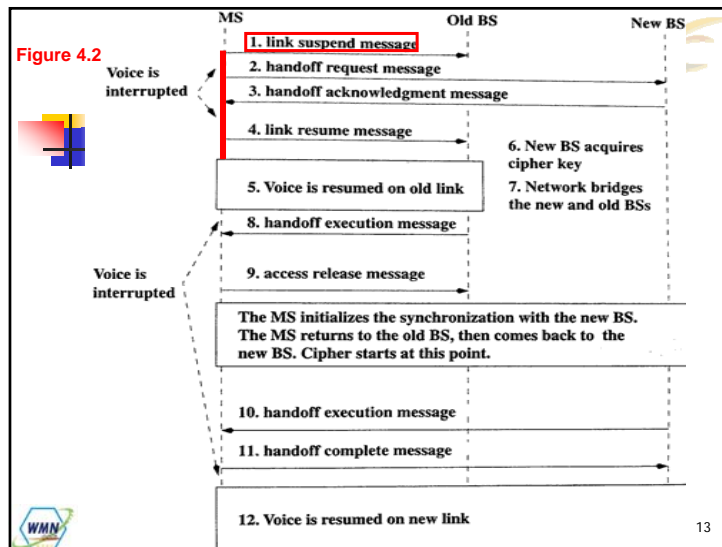 MS
Old BS
New BS
Figure 4.2
1. link suspend message
Voice is
interrupted
2. handoff request message
3. handoff acknowledgment message
4. link resume message
6. New BS acquires
cipher key
5. Voice is resumed on old link
7. Network bridges
the new and old BSs
8. handoff execution message
Voice is
interrupted
9. access release message
The MS initializes the synchronization with the new BS.
The MS returns to the old BS, then comes back to the
new BS. Cipher starts at this point.
10. handoff execution message
11. handoff complete message
12. Voice is resumed on new link
WMN
13